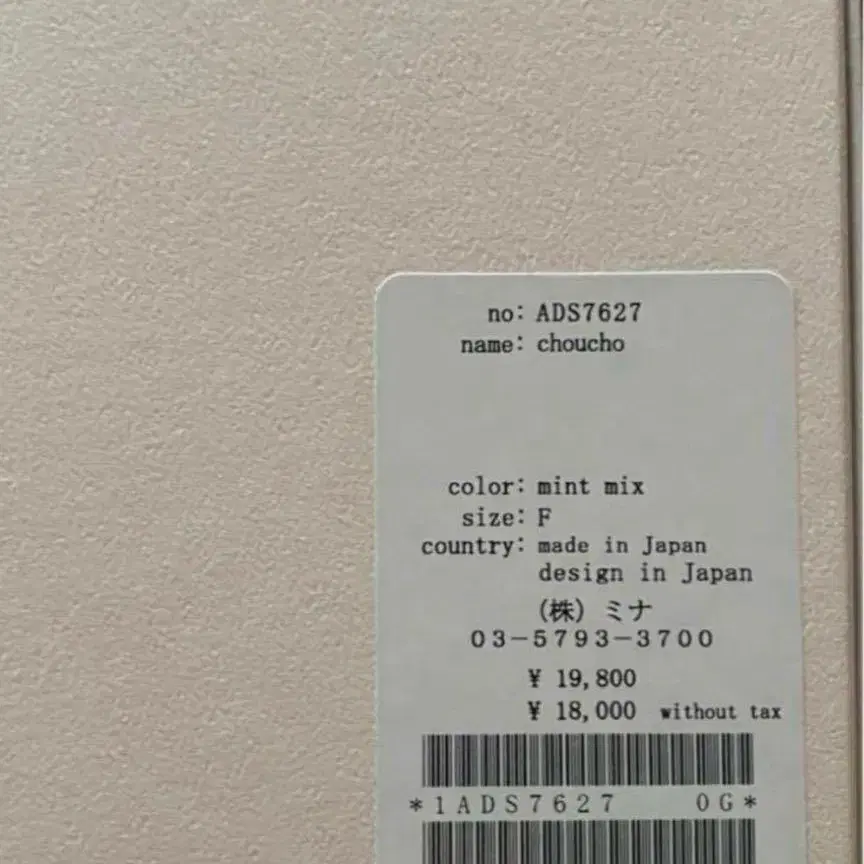 no: ADS7627
name: choucho
color: mint mix
size: F
country: made in Japan
design in Japan
(株) ミナ
03-5793-3700
¥ 19,800
¥ 18,000 without tax
*1ADS7627 0G*